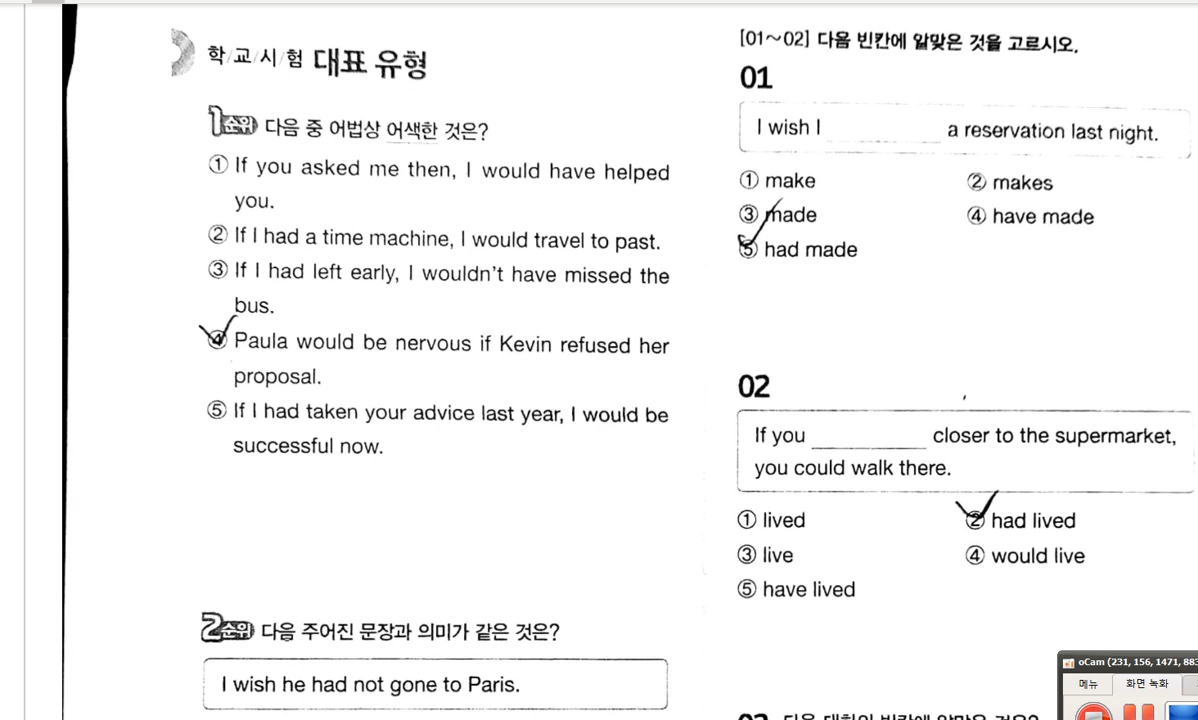 학/교/시/험 대표 유형
1순위 다음 중 어법상 어색한 것은?
① If you asked me then, I would have helped
you.
② If I had a time machine, I would travel to past.
③ If I had left early, I wouldn't have missed the
bus.
④ Paula would be nervous if Kevin refused her
proposal.
⑤ If I had taken your advice last year, I would be
successful now.
2순위 다음 주어진 문장과 의미가 같은 것은?
I wish he had not gone to Paris.
[01~02] 다음 빈칸에 알맞은 것을 고르시오.
01
I wish I ________ a reservation last night.
① make ② makes
③ made ④ have made
⑤ had made
02
If you ________ closer to the supermarket,
you could walk there.
① lived ② had lived
③ live ④ would live
⑤ have lived
oCam (231, 156, 1471, 883
메뉴 화면 녹화